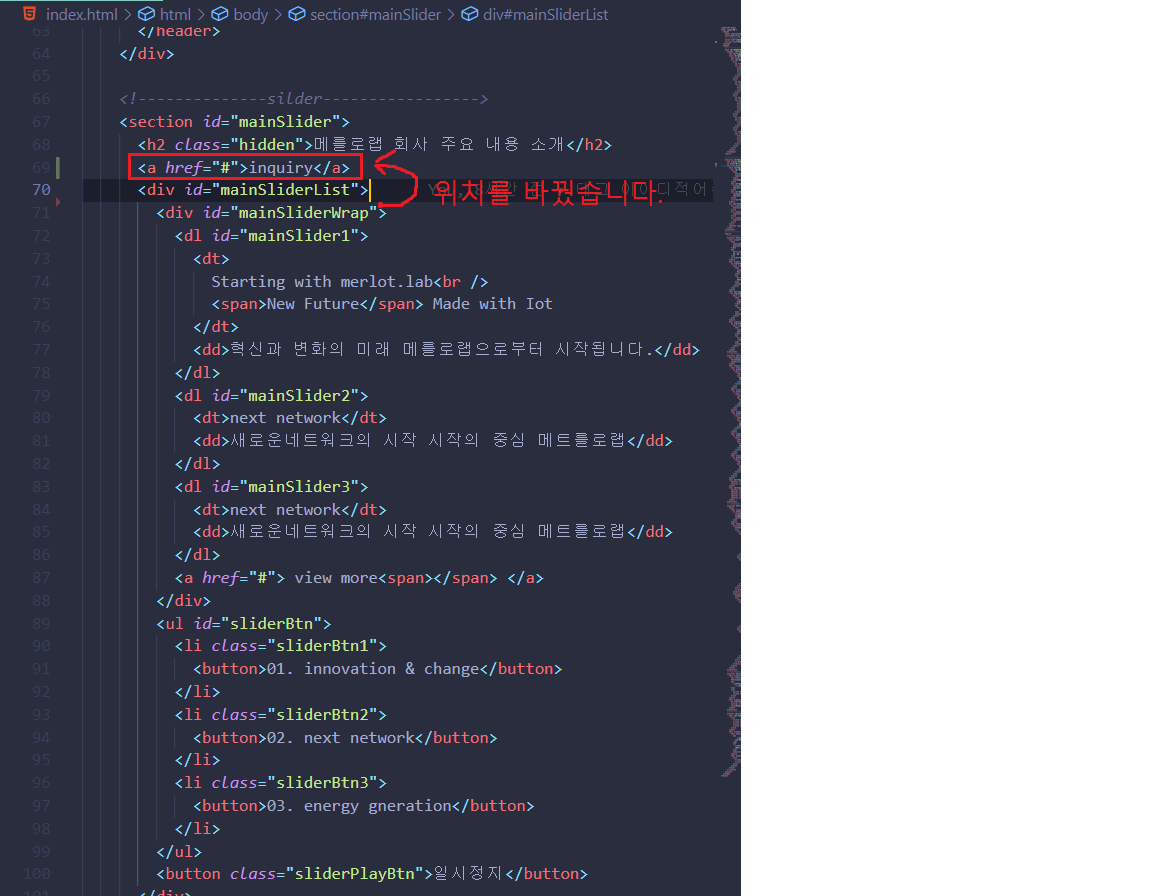 index.html > html > body > section#mainSlider > div#mainSliderList
63 </header>
64 </div>
65
66 <!--------------silder----------------->
67 <section id="mainSlider">
68 <h2 class="hidden">메틀로랩 회사 주요 내용 소개</h2>
69 <a href="#">inquiry</a>
70 <div id="mainSliderList">
위치를 바꿨습니다.
71 <div id="mainSliderWrap">
72 <dl id="mainSlider1">
73 <dt>
74 Starting with merlot.lab<br />
75 <span>New Future</span> Made with Iot
76 </dt>
77 <dd>혁신과 변화의 미래 메틀로랩으로부터 시작됩니다.</dd>
78 </dl>
79 <dl id="mainSlider2">
80 <dt>next network</dt>
81 <dd>새로운네트워크의 시작 시작의 중심 메트틀로랩</dd>
82 </dl>
83 <dl id="mainSlider3">
84 <dt>next network</dt>
85 <dd>새로운네트워크의 시작 시작의 중심 메트틀로랩</dd>
86 </dl>
87 <a href="#"> view more<span></span> </a>
88 </div>
89 <ul id="sliderBtn">
90 <li class="sliderBtn1">
91 <button>01. innovation & change</button>
92 </li>
93 <li class="sliderBtn2">
94 <button>02. next network</button>
95 </li>
96 <li class="sliderBtn3">
97 <button>03. energy gneration</button>
98 </li>
99 </ul>
100 <button class="sliderPlayBtn">일시정지</button>
101 </div>